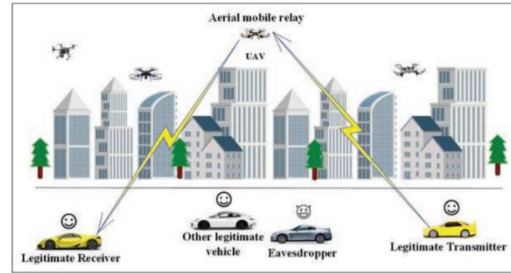 Aerial mobile relay
UAV
Legitimate Receiver
Other legitimate
vehicle
Eavesdropper
Legitimate Transmitter